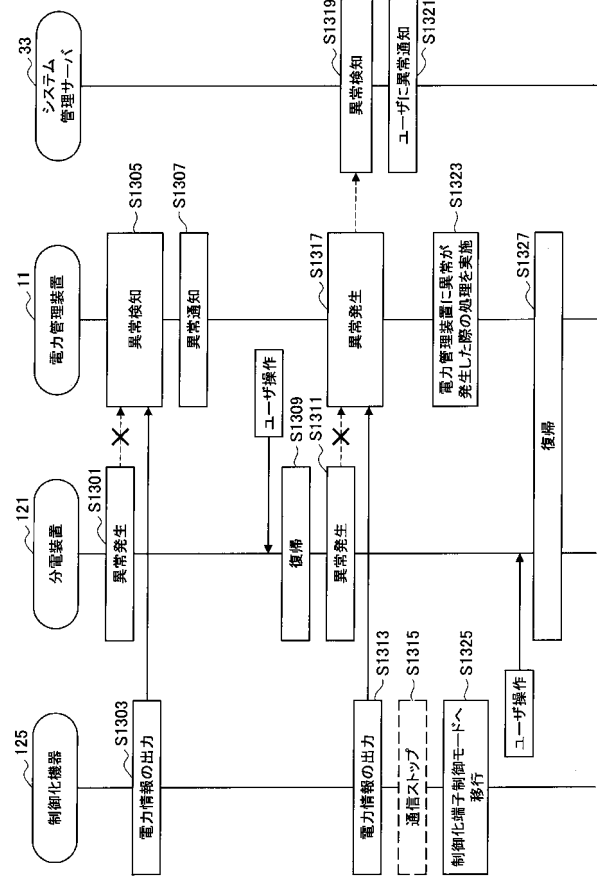 125
制御化機器
121
分電装置
11
電力管理装置
33
システム
管理サーバ
S1301
異常発生
S1303
電力情報の出力
S1305
異常検知
S1307
異常通知
ユーザ操作
S1309
復帰
S1311
異常発生
S1313
電力情報の出力
S1315
通信ストップ
S1317
異常発生
S1319
異常検知
S1321
ユーザに異常通知
S1323
電力管理装置に異常が
発生した際の処理を実施
S1325
制御化端子制御モードへ
移行
ユーザ操作
S1327
復帰